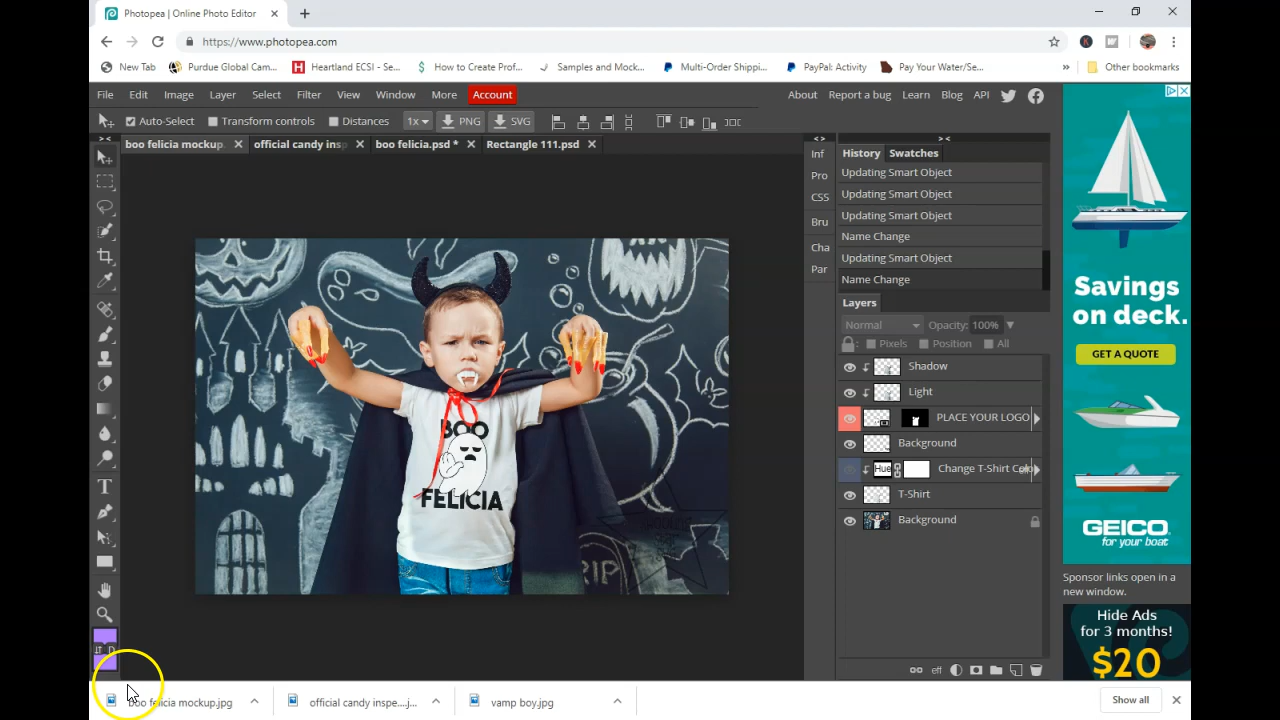 Photopea | Online Photo Editor
https://www.photopea.com
New Tab
Purdue Global Cam...
Heartland ECSI - Se...
How to Create Prof...
Samples and Mock...
Multi-Order Shippi...
PayPal: Activity
Pay Your Water/Se...
Other bookmarks
File Edit Image Layer Select Filter View Window More Account
About Report a bug Learn Blog API
Auto-Select Transform controls Distances 1x PNG SVG
boo felicia mockup. official candy insp boo felicia.psd * Rectangle 111.psd
Inf
Pro
CSS
Bru
Cha
Par
History Swatches
Updating Smart Object
Updating Smart Object
Updating Smart Object
Name Change
Updating Smart Object
Name Change
Layers
Normal Opacity: 100%
Pixels Position All
Shadow
Light
PLACE YOUR LOGO
Background
Hue Change T-Shirt Colo
T-Shirt
Background
BOO
FELICIA
RIP
Savings
on deck.
GET A QUOTE
GEICO
for your boat
Sponsor links open in a
new window.
Hide Ads
for 3 months!
$20
eff
boo felicia mockup.jpg
official candy inspe....j...
vamp boy.jpg
Show all